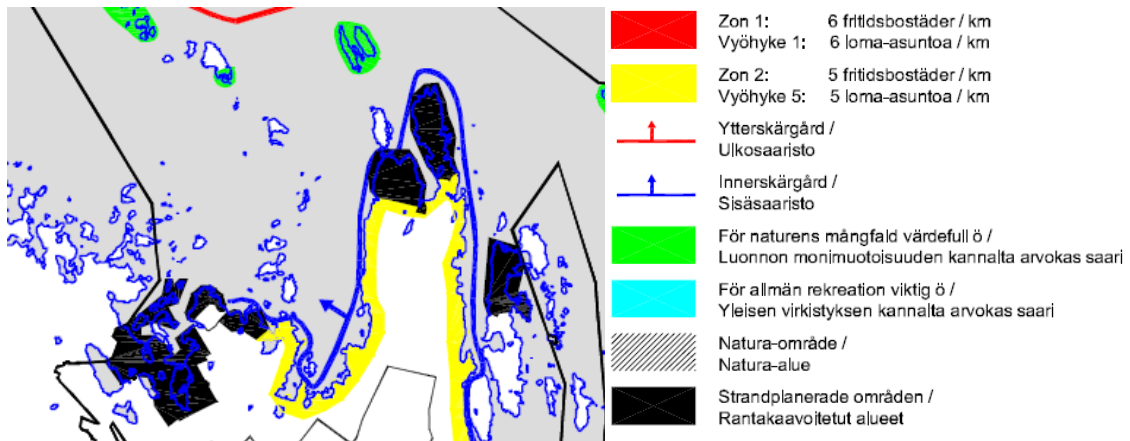 Zon 1: 6 fritidsbostäder / km
Vyöhyke 1: 6 loma-asuntoa / km
Zon 2: 5 fritidsbostäder / km
Vyöhyke 5: 5 loma-asuntoa / km
Ytterskärgård /
Ulkosaaristo
Innerskärgård /
Sisäsaaristo
För naturens mångfald värdefull ö /
Luonnon monimuotoisuuden kannalta arvokas saari
För allmän rekreation viktig ö /
Yleisen virkistyksen kannalta arvokas saari
Natura-område /
Natura-alue
Strandplanerade områden /
Rantakaavoitetut alueet